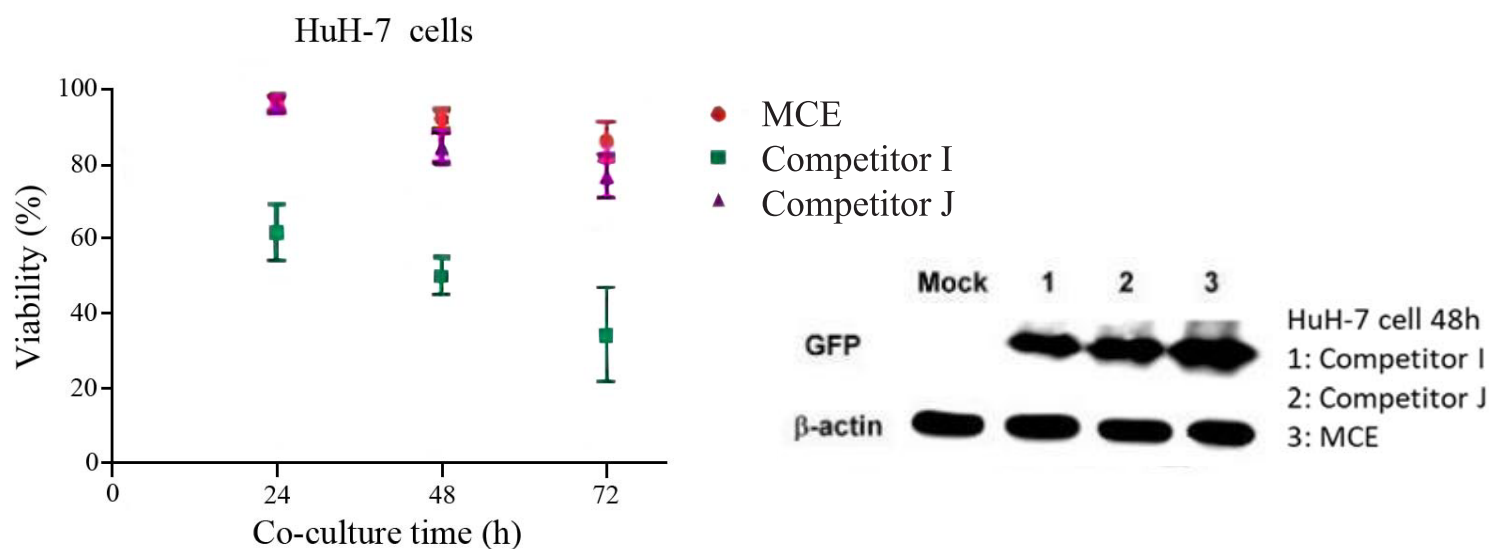 HuH-7 cells
Viability (%)
100
80
60
40
20
0
0 24 48 72
Co-culture time (h)
MCE
Competitor I
Competitor J
Mock 1 2 3
GFP
β-actin
HuH-7 cell 48h
1: Competitor I
2: Competitor J
3: MCE